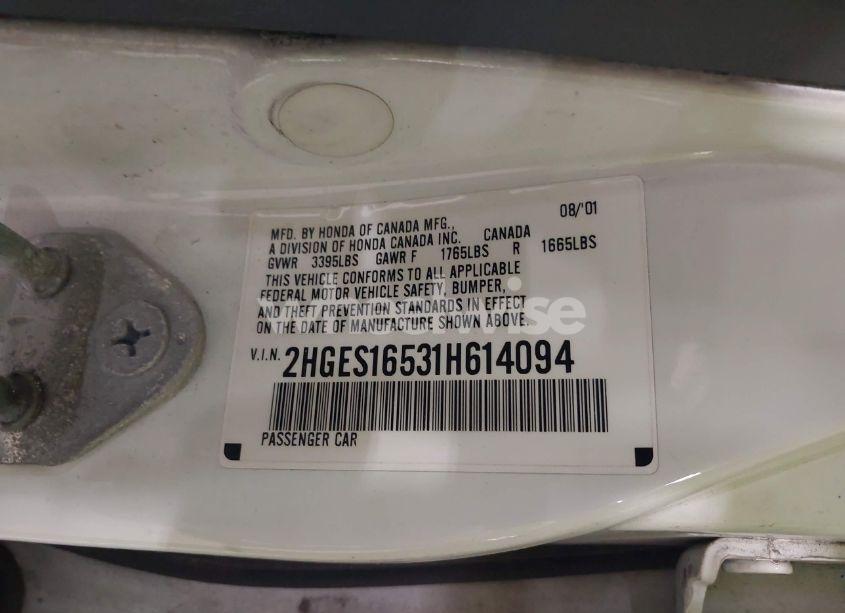 08/'01
MFD. BY HONDA OF CANADA MFG.,
A DIVISION OF HONDA CANADA INC. CANADA
GVWR 3395LBS GAWR F 1765LBS R 1665LBS
THIS VEHICLE CONFORMS TO ALL APPLICABLE
FEDERAL MOTOR VEHICLE SAFETY, BUMPER,
AND THEFT PREVENTION STANDARDS IN EFFECT
ON THE DATE OF MANUFACTURE SHOWN ABOVE.
V.I.N. 2HGES16531H614094
PASSENGER CAR